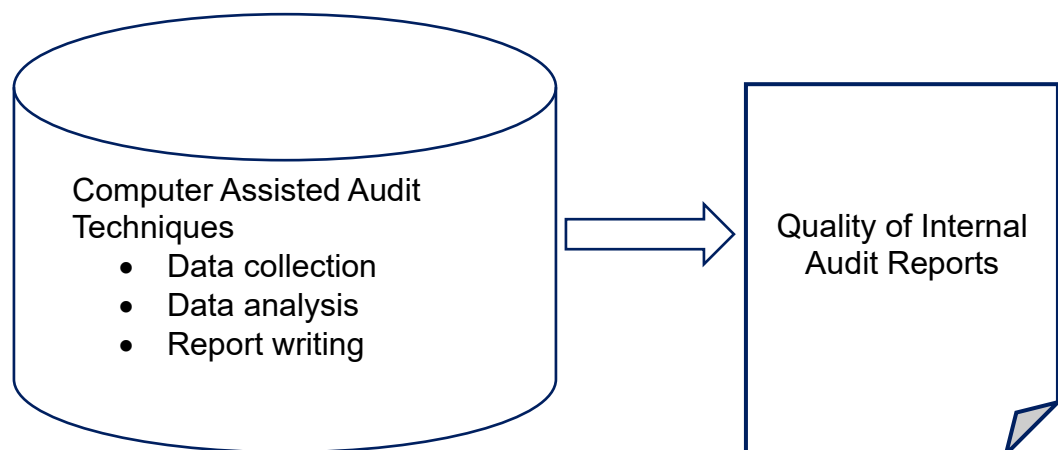 Computer Assisted Audit
Techniques
• Data collection
• Data analysis
• Report writing
Quality of Internal
Audit Reports